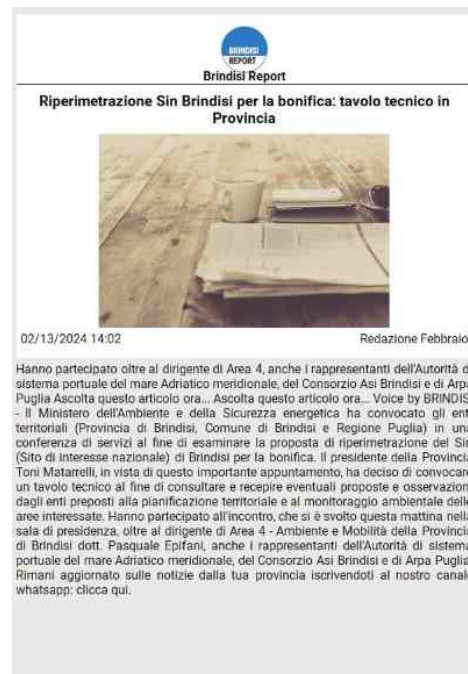 BRINDISI
REPORT
Brindisi Report
Riperimetrazione Sin Brindisi per la bonifica: tavolo tecnico in
Provincia
02/13/2024 14:02
Redazione Febbraio
Hanno partecipato oltre al dirigente di Area 4, anche i rappresentanti dell'Autorità d
sistema portuale del mare Adriatico meridionale, del Consorzio Asi Brindisi e di Arpa
Puglia Ascolta questo articolo ora... Ascolta questo articolo ora... Voice by BRINDIS
- Il Ministero dell'Ambiente e della Sicurezza energetica ha convocato gli ent
territoriali (Provincia di Brindisi, Comune di Brindisi e Regione Puglia) in una
conferenza di servizi al fine di esaminare la proposta di riperimetrazione del Sin
(Sito di interesse nazionale) di Brindisi per la bonifica. Il presidente della Provincia
Toni Matarrelli, in vista di questo importante appuntamento, ha deciso di convocare
un tavolo tecnico al fine di consultare e recepire eventuali proposte e osservazion
dagli enti preposti alla pianificazione territoriale e al monitoraggio ambientale delle
aree interessate. Hanno partecipato all'incontro, che si è svolto questa mattina nella
sala di presidenza, oltre al dirigente di Area 4 - Ambiente e Mobilità della Provincia
di Brindisi dott. Pasquale Epifani, anche i rappresentanti dell'Autorità di sistema
portuale del mare Adriatico meridionale, del Consorzio Asi Brindisi e di Arpa Puglia
Rimani aggiornato sulle notizie dalla tua provincia iscrivendoti al nostro canale
whatsapp: clicca qui.